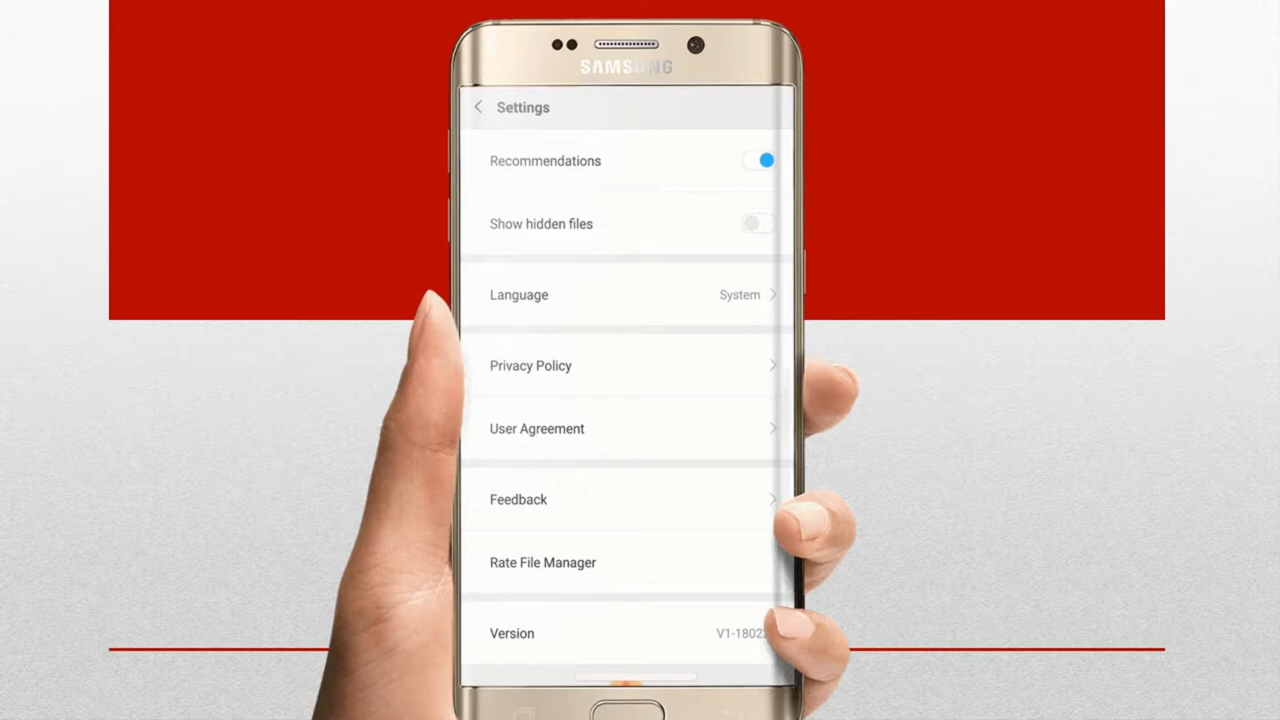 SAMSUNG
Settings
Recommendations
Show hidden files
Language System
Privacy Policy
User Agreement
Feedback
Rate File Manager
Version V1-1802